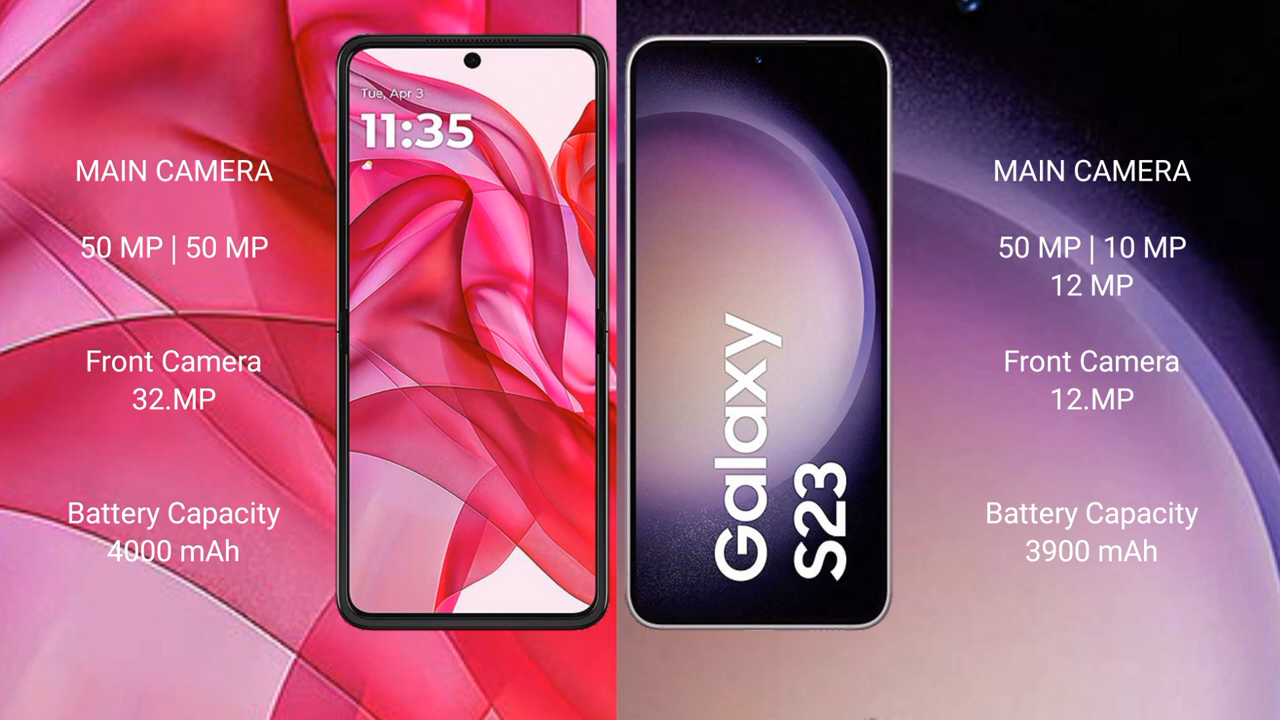 MAIN CAMERA
50 MP | 50 MP
Front Camera
32.MP
Battery Capacity
4000 mAh
Tue, Apr 3
11:35
Galaxy
S23
MAIN CAMERA
50 MP | 10 MP
12 MP
Front Camera
12.MP
Battery Capacity
3900 mAh